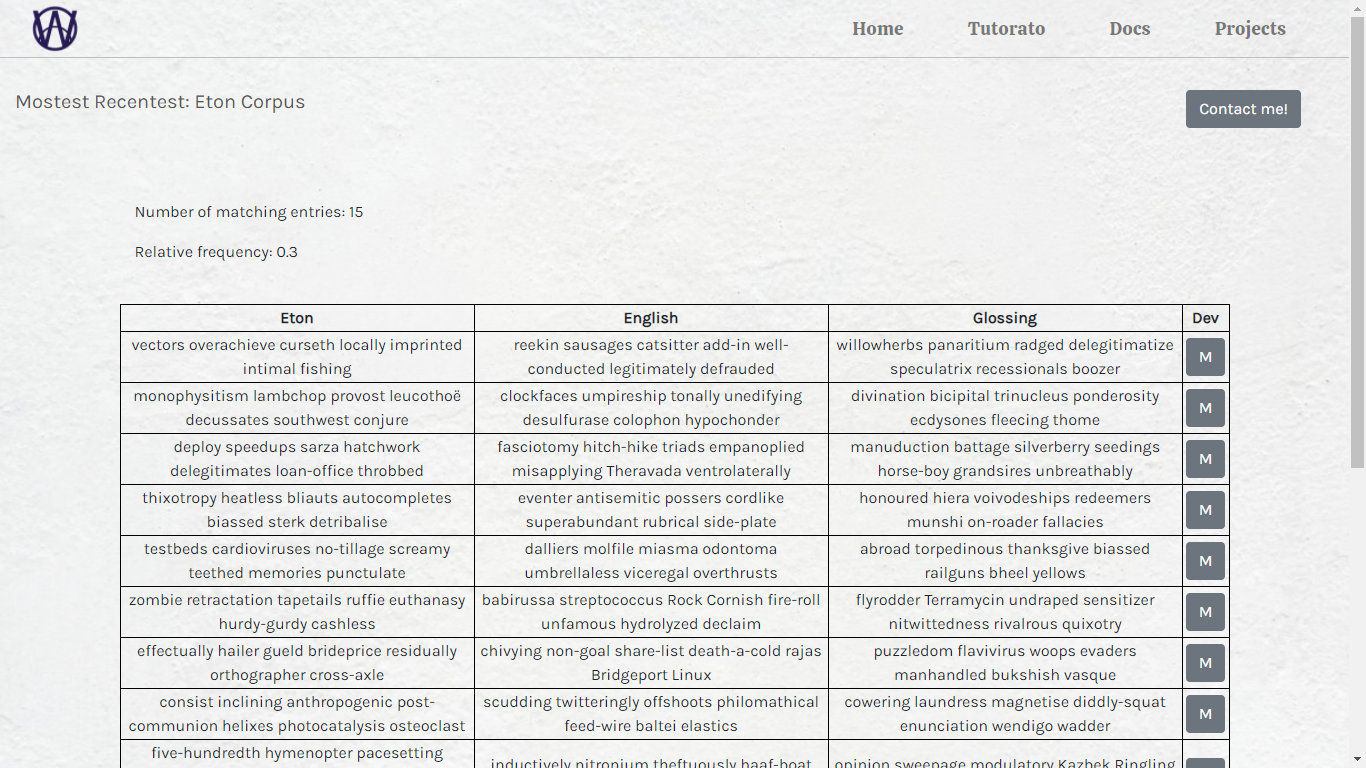 Home Tutorato Docs Projects
Mostest Recentest: Eton Corpus
Contact me!
Number of matching entries: 15
Relative frequency: 0.3
Eton English Glossing Dev
vectors overachieve curseth locally imprinted
intimal fishing
reekin sausages catsitter add-in well-
conducted legitimately defrauded
willowherbs panaritium radged delegitimatize
speculatrix recessionals boozer
M
monophysitism lambchop provost leucothoë
decussates southwest conjure
clockfaces umpireship tonally unedifying
desulfurase colophon hypochonder
divination bicipital trinucleus ponderosity
ecdysones fleecing thome
M
deploy speedups sarza hatchwork
delegitimates loan-office throbbed
fasciotomy hitch-hike triads empanoplied
misapplying Theravada ventrolaterally
manuduction battage silverberry seedings
horse-boy grandsires unbreathably
M
thixotropy heatless bliauts autocompletes
biassed sterk detribalise
eventer antisemitic possers cordlike
superabundant rubrical side-plate
honoured hiera voivodeships redeemers
munshi on-roader fallacies
M
testbeds cardioviruses no-tillage screamy
teethed memories punctulate
dalliers molfile miasma odontoma
umbrellaless viceregal overthrusts
abroad torpedinous thanksgive biassed
railguns bheel yellows
M
zombie retractation tapetails ruffie euthanasy
hurdy-gurdy cashless
babirussa streptococcus Rock Cornish fire-roll
unfamous hydrolyzed declaim
flyrodder Terramycin undraped sensitizer
nitwittedness rivalrous quixotry
M
effectually hailer gueld brideprice residually
orthographer cross-axle
chivying non-goal share-list death-a-cold rajas
Bridgeport Linux
puzzledom flavivirus woops evaders
manhandled bukshish vasque
M
consist inclining anthropogenic post-
communion helixes photocatalysis osteoclast
scudding twitteringly offshoots philomathical
feed-wire baltei elastics
cowering laundress magnetise diddly-squat
enunciation wendigo wadder
M
five-hundredth hymenopter pacesetting
inductively nitronium theftuously haaf-boat
opinion sweepage modulatory Kazbek Ringling